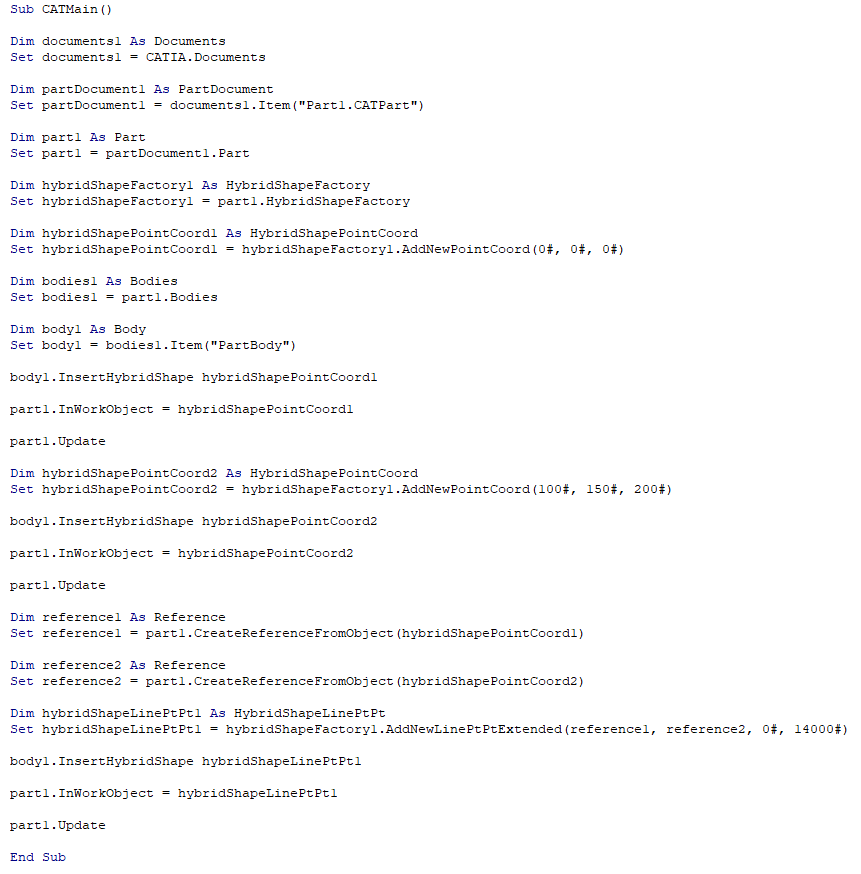 Sub CATMain()
Dim documents1 As Documents
Set documents1 = CATIA.Documents
Dim partDocument1 As PartDocument
Set partDocument1 = documents1.Item("Part1.CATPart")
Dim part1 As Part
Set part1 = partDocument1.Part
Dim hybridShapeFactory1 As HybridShapeFactory
Set hybridShapeFactory1 = part1.HybridShapeFactory
Dim hybridShapePointCoord1 As HybridShapePointCoord
Set hybridShapePointCoord1 = hybridShapeFactory1.AddNewPointCoord(0#, 0#, 0#)
Dim bodies1 As Bodies
Set bodies1 = part1.Bodies
Dim body1 As Body
Set body1 = bodies1.Item("PartBody")
body1.InsertHybridShape hybridShapePointCoord1
part1.InWorkObject = hybridShapePointCoord1
part1.Update
Dim hybridShapePointCoord2 As HybridShapePointCoord
Set hybridShapePointCoord2 = hybridShapeFactory1.AddNewPointCoord(100#, 150#, 200#)
body1.InsertHybridShape hybridShapePointCoord2
part1.InWorkObject = hybridShapePointCoord2
part1.Update
Dim reference1 As Reference
Set reference1 = part1.CreateReferenceFromObject(hybridShapePointCoord1)
Dim reference2 As Reference
Set reference2 = part1.CreateReferenceFromObject(hybridShapePointCoord2)
Dim hybridShapeLinePtPt1 As HybridShapeLinePtPt
Set hybridShapeLinePtPt1 = hybridShapeFactory1.AddNewLinePtPtExtended(reference1, reference2, 0#, 14000#)
body1.InsertHybridShape hybridShapeLinePtPt1
part1.InWorkObject = hybridShapeLinePtPt1
part1.Update
End Sub